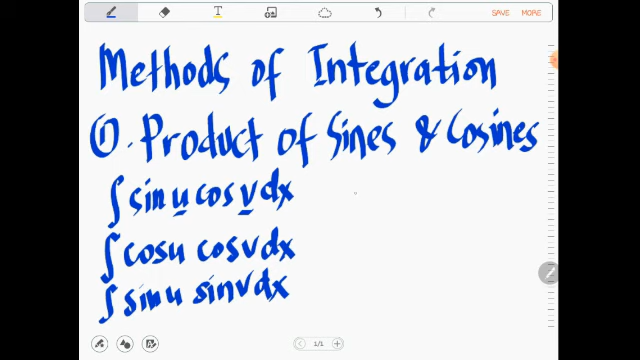 SAVE MORE
Methods of Integration
①. Product of Sines & Cosines
∫ sin u cos v dx
∫ cos u cos v dx
∫ sin u sin v dx
1/1